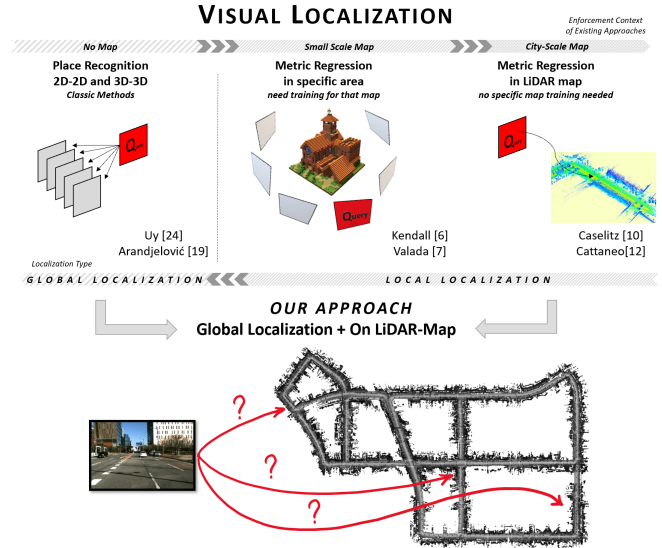 VISUAL LOCALIZATION
Enforcement Context
of Existing Approaches
No Map
Small Scale Map
City-Scale Map
Place Recognition
2D-2D and 3D-3D
Classic Methods
Metric Regression
in specific area
need training for that map
Metric Regression
in LiDAR map
no specific map training needed
Query
Query
Query
Uy [24]
Arandjelović [19]
Kendall [6]
Valada [7]
Caselitz [10]
Cattaneo[12]
Localization Type
GLOBAL LOCALIZATION
LOCAL LOCALIZATION
OUR APPROACH
Global Localization + On LiDAR-Map
?
?
?